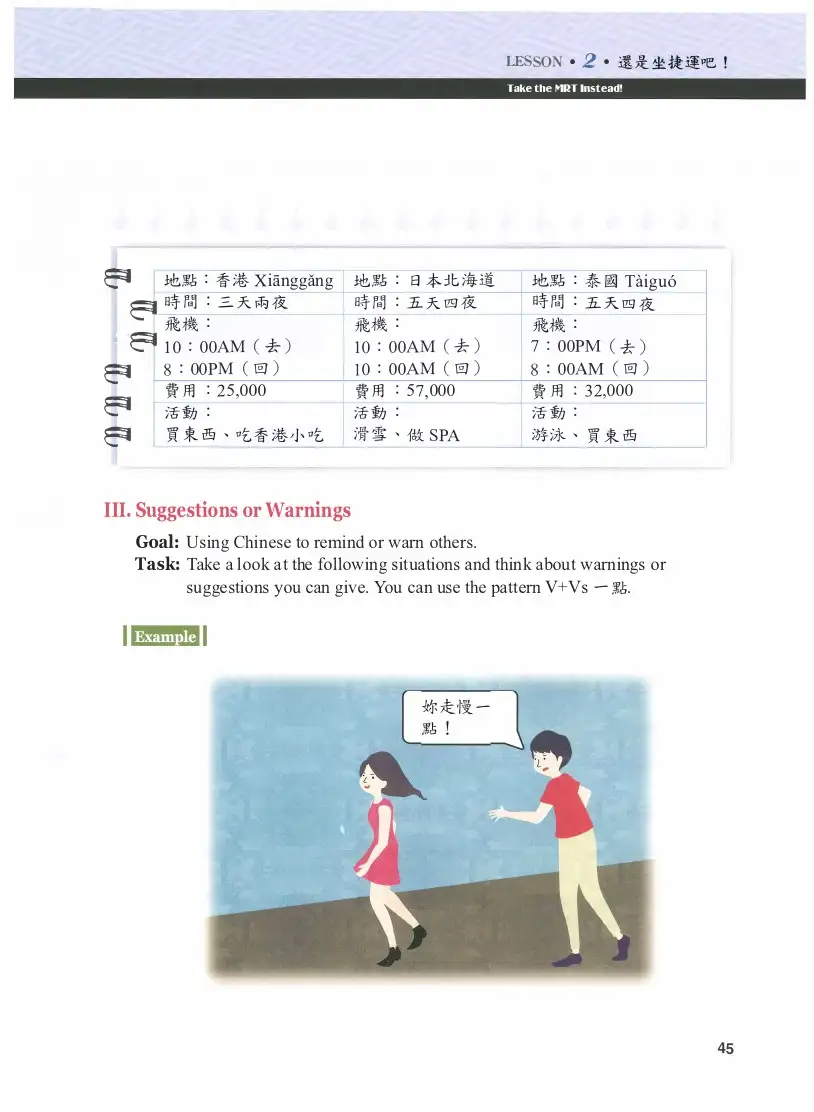 LESSON • 2 • 還是坐捷運吧！
Take the MRT Instead!
地點：香港 Xiānggǎng
時間：三天兩夜
飛機：
10：00AM（去）
8：00PM（回）
費用：25,000
活動：
買東西、吃香港小吃
地點：日本北海道
時間：五天四夜
飛機：
10：00AM（去）
10：00AM（回）
費用：57,000
活動：
滑雪、做 SPA
地點：泰國 Tàiguó
時間：五天四夜
飛機：
7：00PM（去）
8：00AM（回）
費用：32,000
活動：
游泳、買東西
III. Suggestions or Warnings
Goal: Using Chinese to remind or warn others.
Task: Take a look at the following situations and think about warnings or
suggestions you can give. You can use the pattern V+Vs 一點.
Example
妳走慢一
點！
45